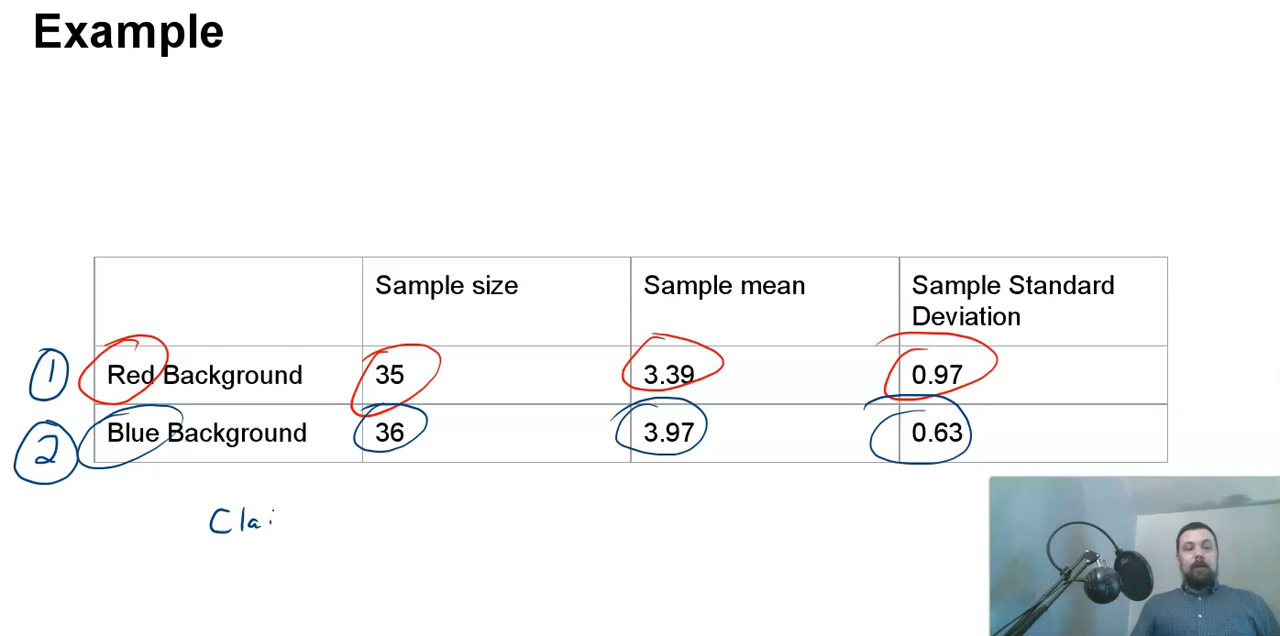 Example
Sample size Sample mean Sample Standard Deviation
1 Red Background 35 3.39 0.97
2 Blue Background 36 3.97 0.63
Clai